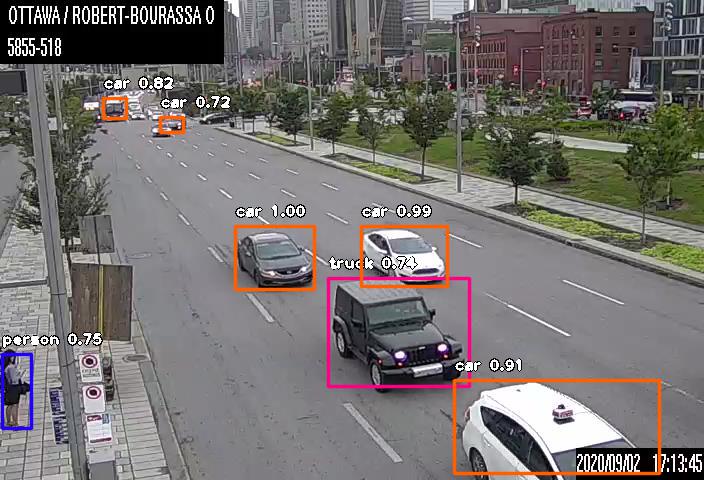 OTTAWA / ROBERT-BOURASSA O
5855-518
car 0.82
car 0.72
car 1.00
car 0.99
truck 0.74
person 0.75
car 0.91
2020/09/02 17:13:45